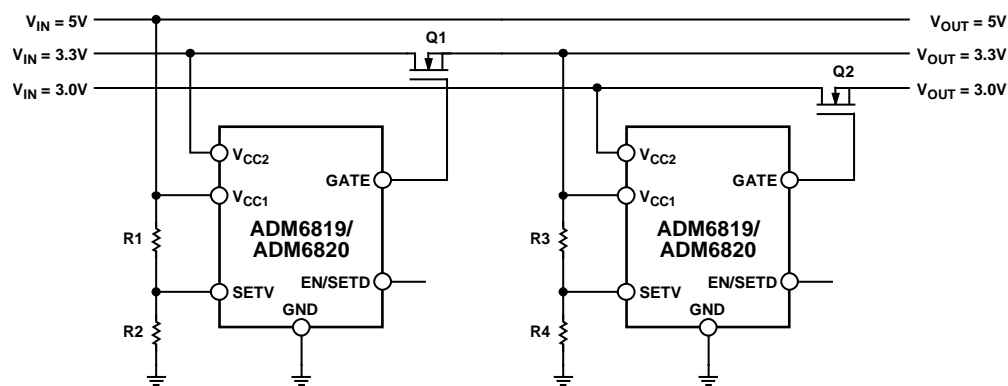 VIN = 5V
VOUT = 5V
Q1
VIN = 3.3V
VOUT = 3.3V
Q2
VIN = 3.0V
VOUT = 3.0V
VCC2
GATE
VCC1
ADM6819/
ADM6820
R1
EN/SETD
SETV
GND
R2
VCC2
GATE
VCC1
ADM6819/
ADM6820
R3
EN/SETD
SETV
GND
R4